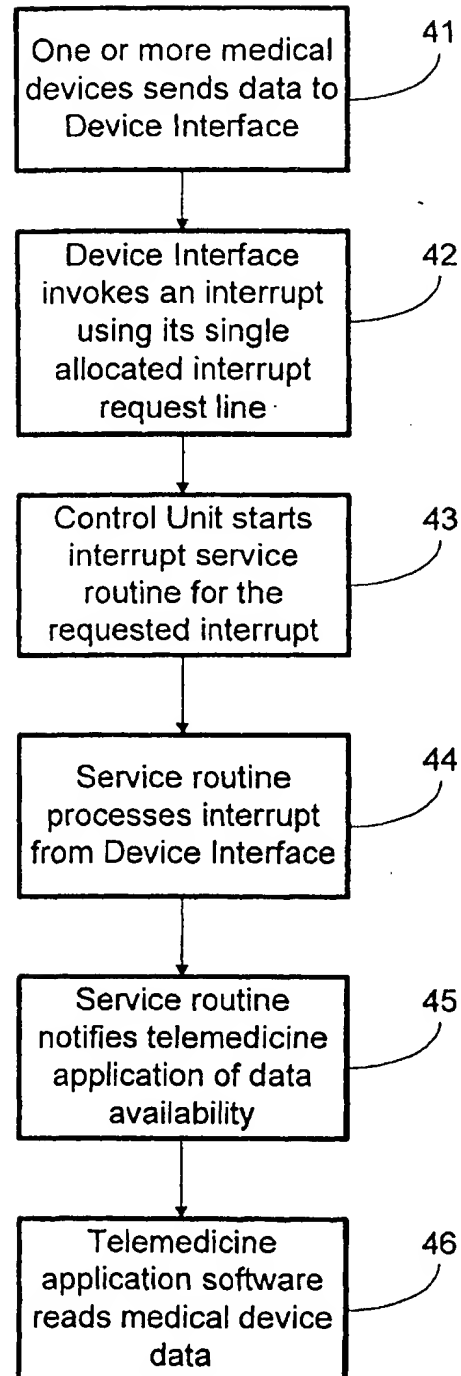 One or more medical
devices sends data to
Device Interface
41
Device Interface
invokes an interrupt
using its single
allocated interrupt
request line
42
Control Unit starts
interrupt service
routine for the
requested interrupt
43
Service routine
processes interrupt
from Device Interface
44
Service routine
notifies telemedicine
application of data
availability
45
Telemedicine
application software
reads medical device
data
46